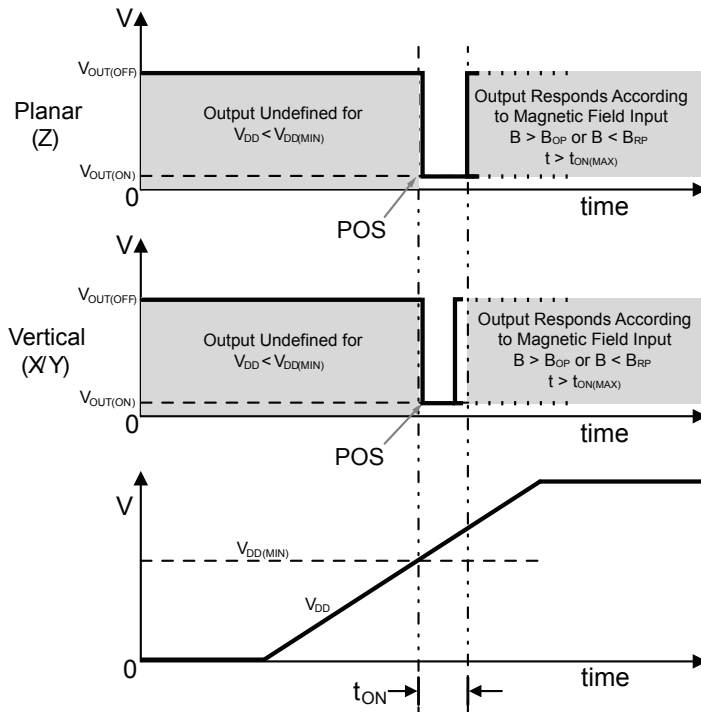 V
VOUT(OFF)
Planar
(Z)
Output Undefined for
VDD < VDD(MIN)
Output Responds According
to Magnetic Field Input
B > BOP or B < BRP
t > tON(MAX)
VOUT(ON)
0
POS
time
V
VOUT(OFF)
Vertical
(X/Y)
Output Undefined for
VDD < VDD(MIN)
Output Responds According
to Magnetic Field Input
B > BOP or B < BRP
t > tON(MAX)
VOUT(ON)
0
POS
time
V
VDD(MIN)
VDD
0
time
tON